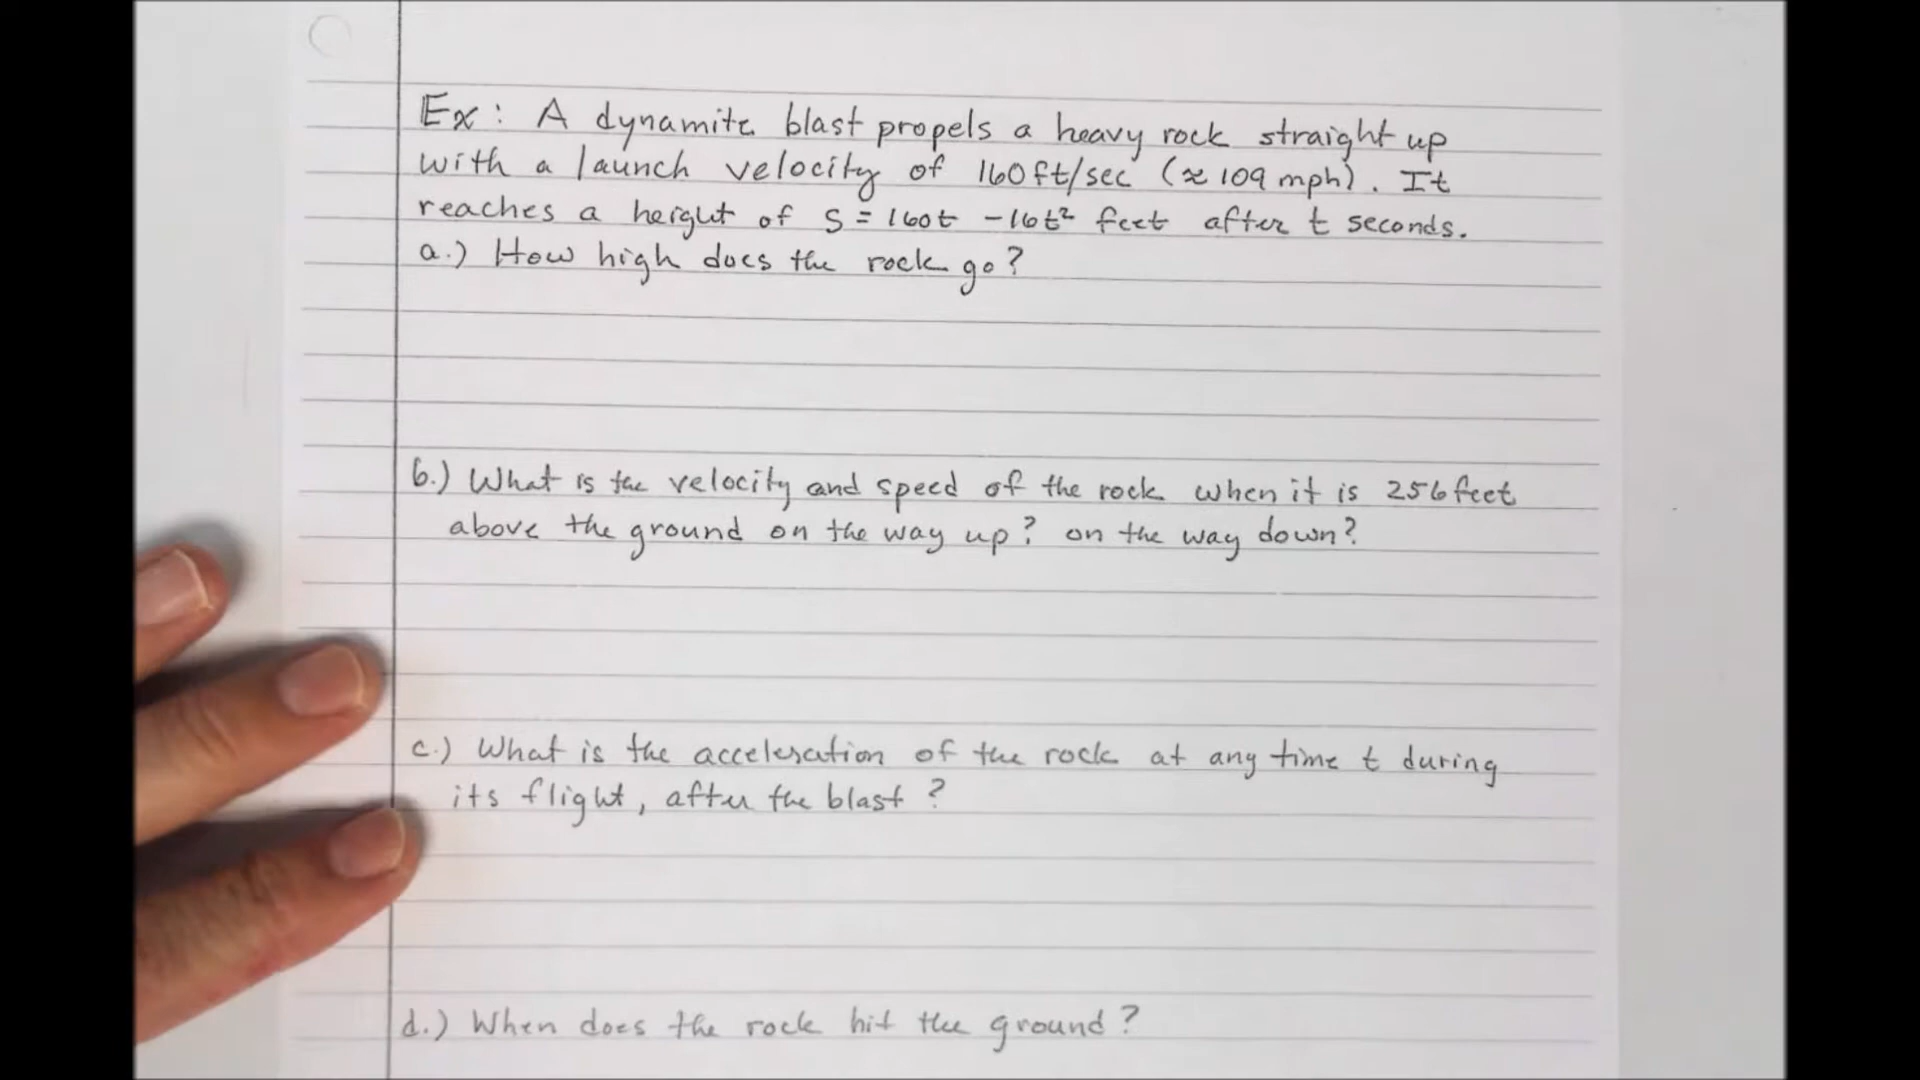 Ex: A dynamite blast propels a heavy rock straight up
with a launch velocity of 160ft/sec (≈109 mph). It
reaches a height of S = 160t - 16t² feet after t seconds.
a.) How high does the rock go?
b.) What is the velocity and speed of the rock when it is 256 feet
above the ground on the way up? on the way down?
c.) What is the acceleration of the rock at any time t during
its flight, after the blast?
d.) When does the rock hit the ground?